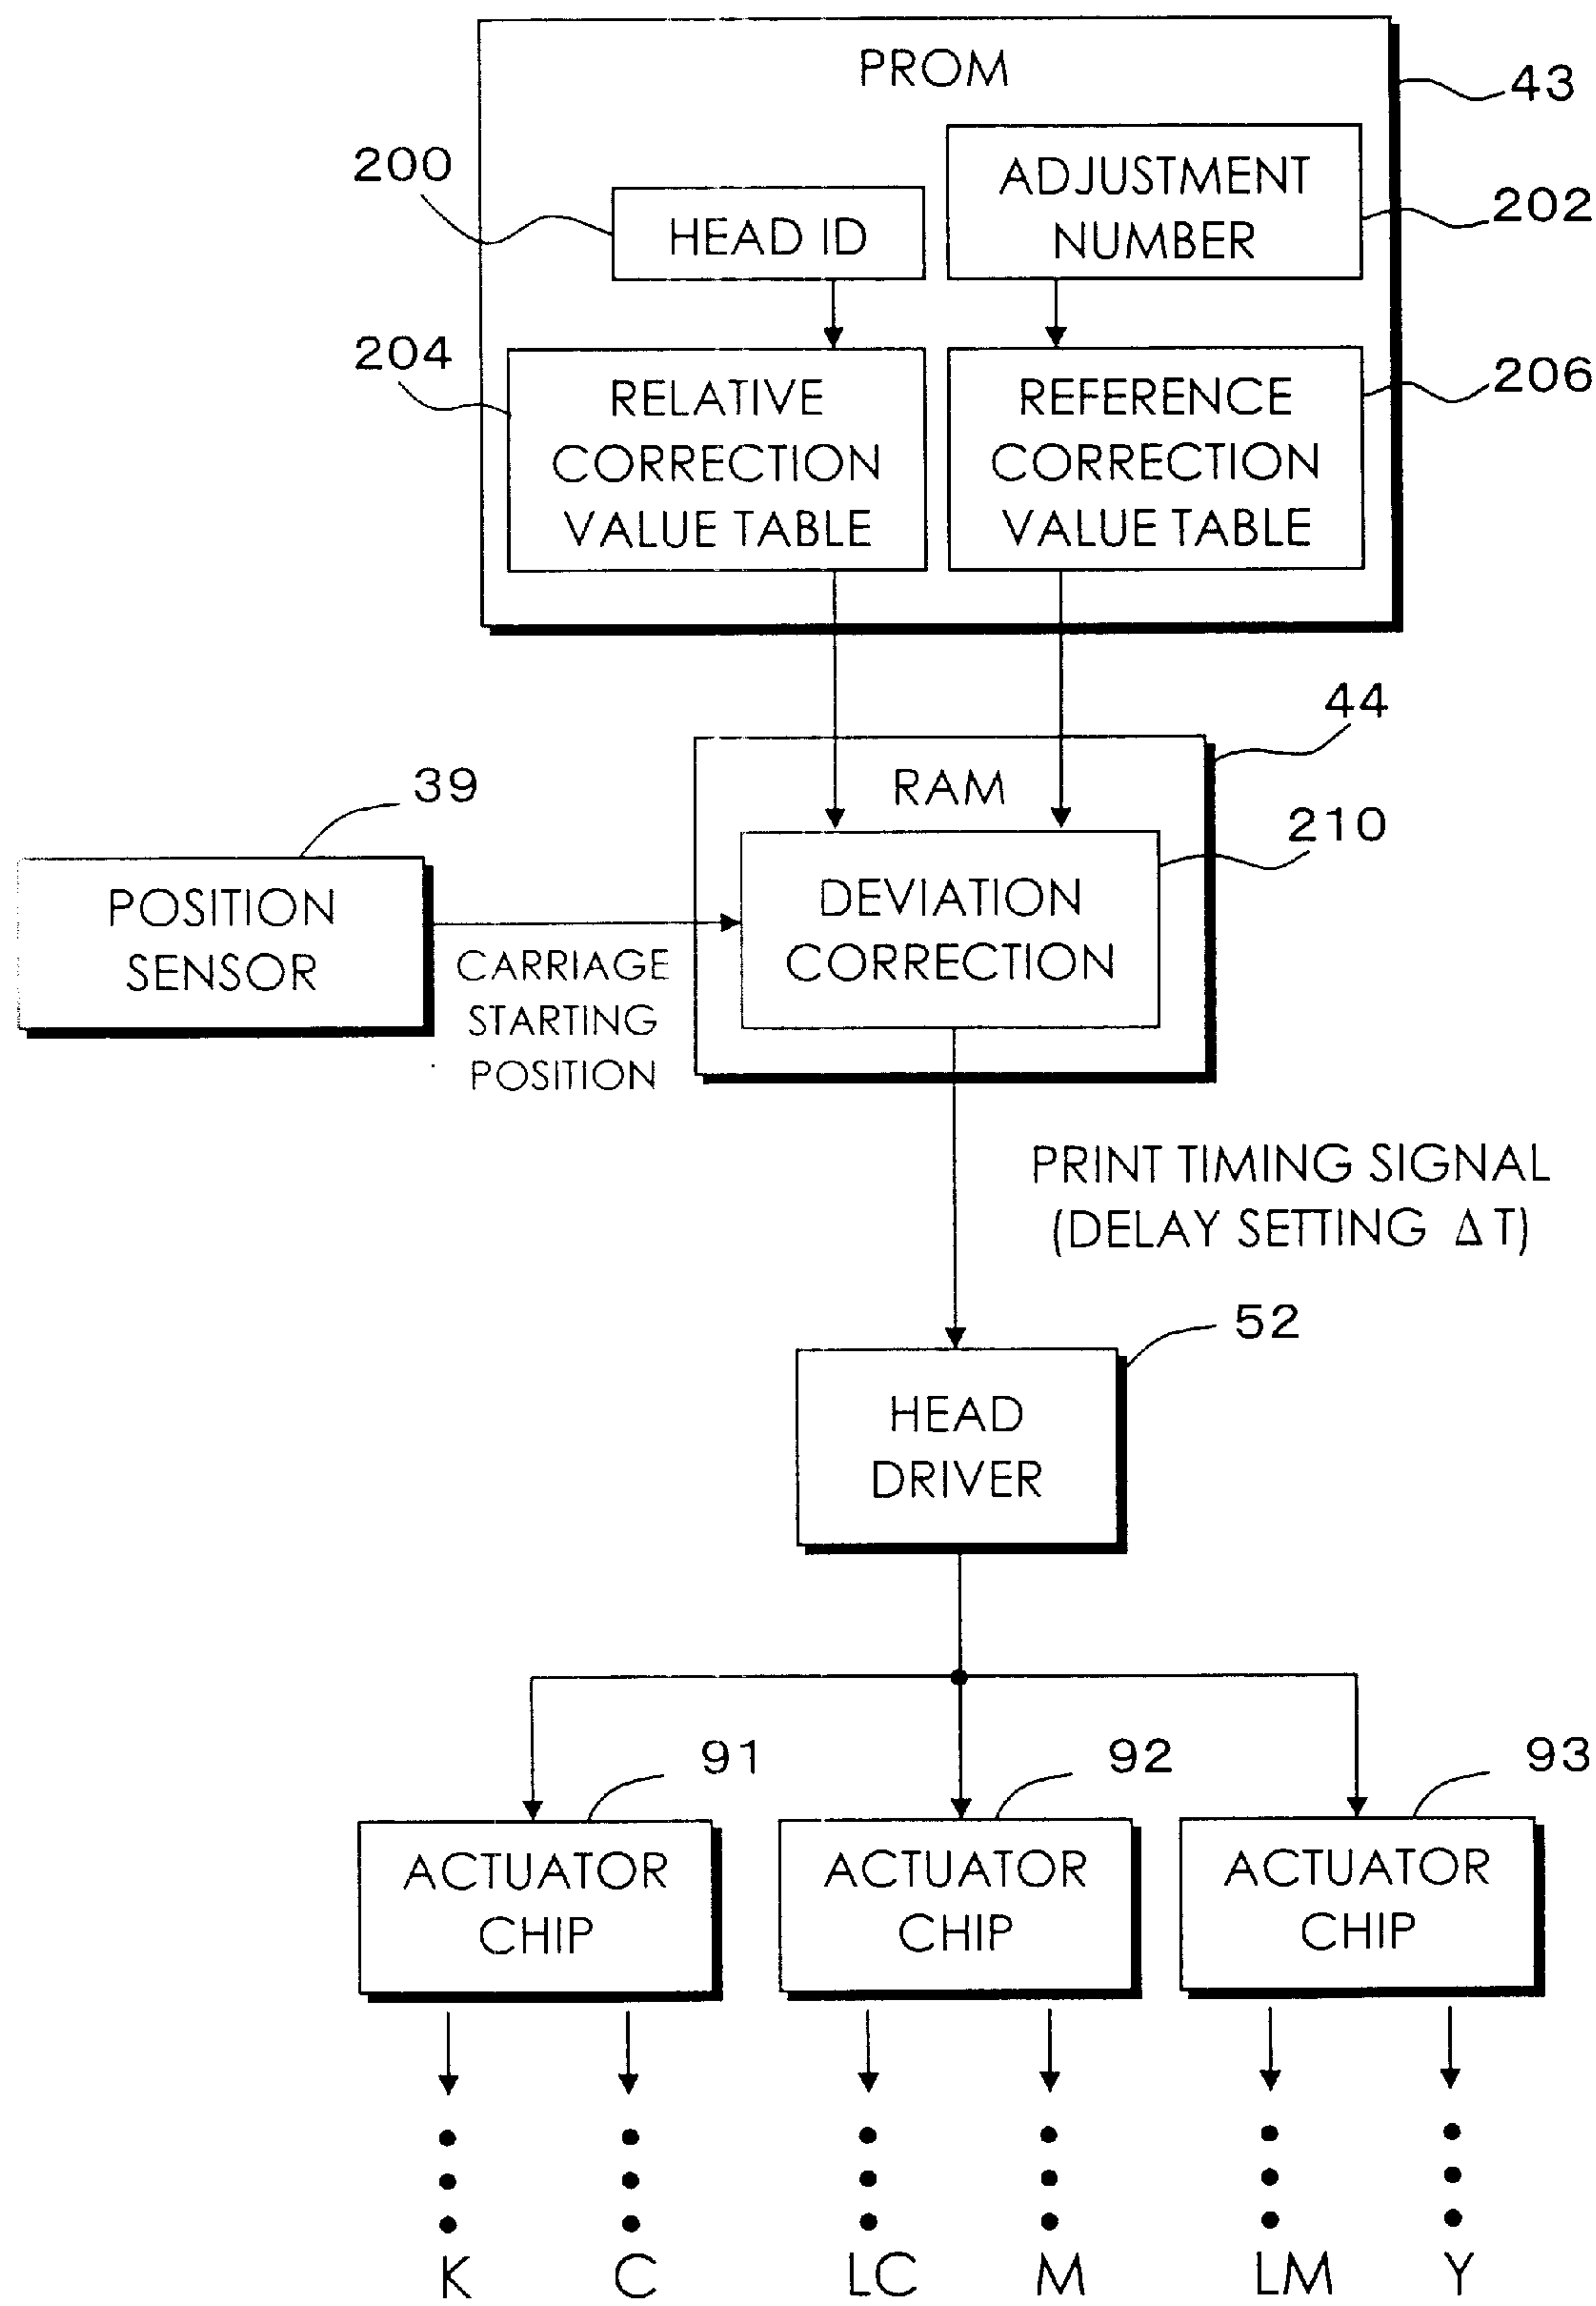 PROM
43
200
HEAD ID
ADJUSTMENT
NUMBER
202
204
RELATIVE
CORRECTION
VALUE TABLE
REFERENCE
CORRECTION
VALUE TABLE
206
44
RAM
39
210
POSITION
SENSOR
CARRIAGE
STARTING
POSITION
DEVIATION
CORRECTION
PRINT TIMING SIGNAL
(DELAY SETTING Δ T)
52
HEAD
DRIVER
91
92
93
ACTUATOR
CHIP
ACTUATOR
CHIP
ACTUATOR
CHIP
K C LC M LM Y